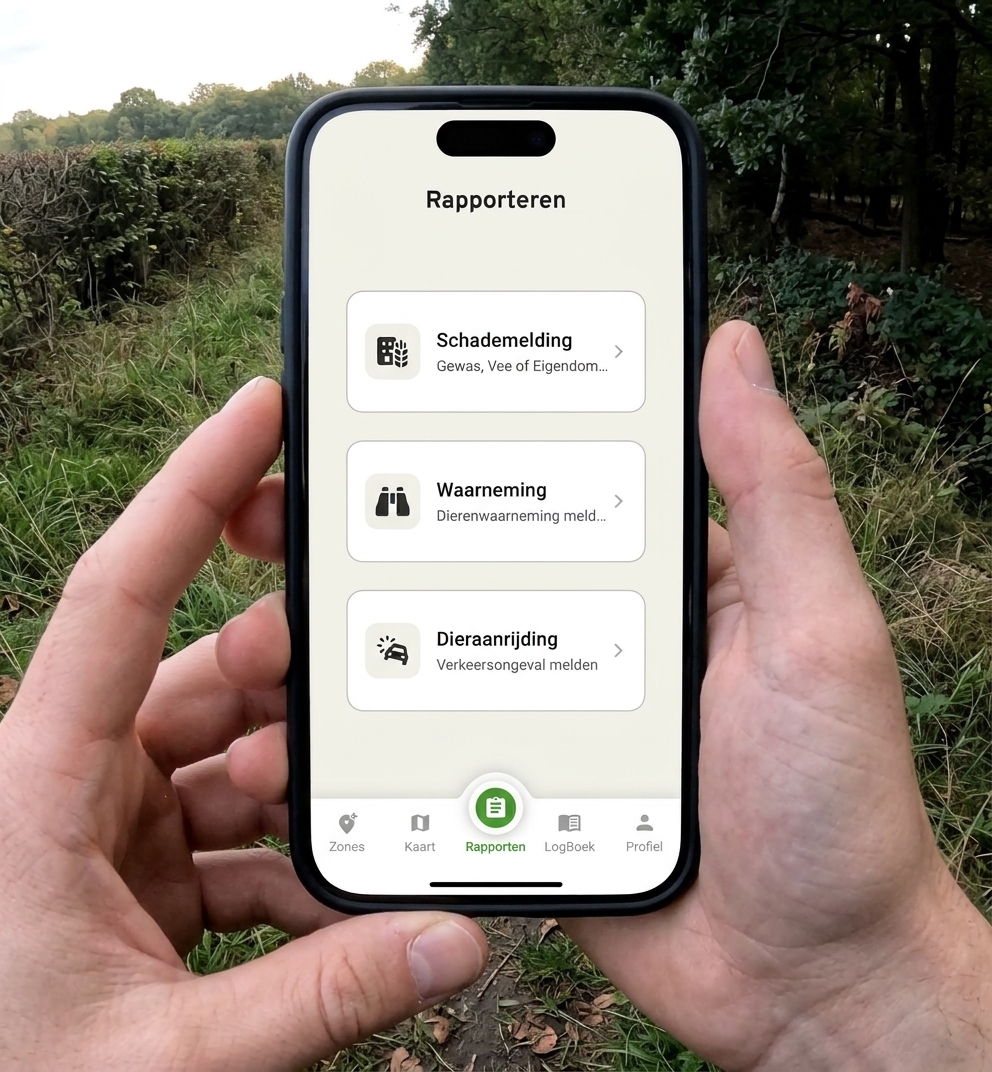 Rapporteren
Schademelding
Gewas, Vee of Eigendom...
Waarneming
Dierenwaarneming meld...
Dieraanrijding
Verkeersongeval melden
Zones
Kaart
Rapporten
LogBoek
Profiel